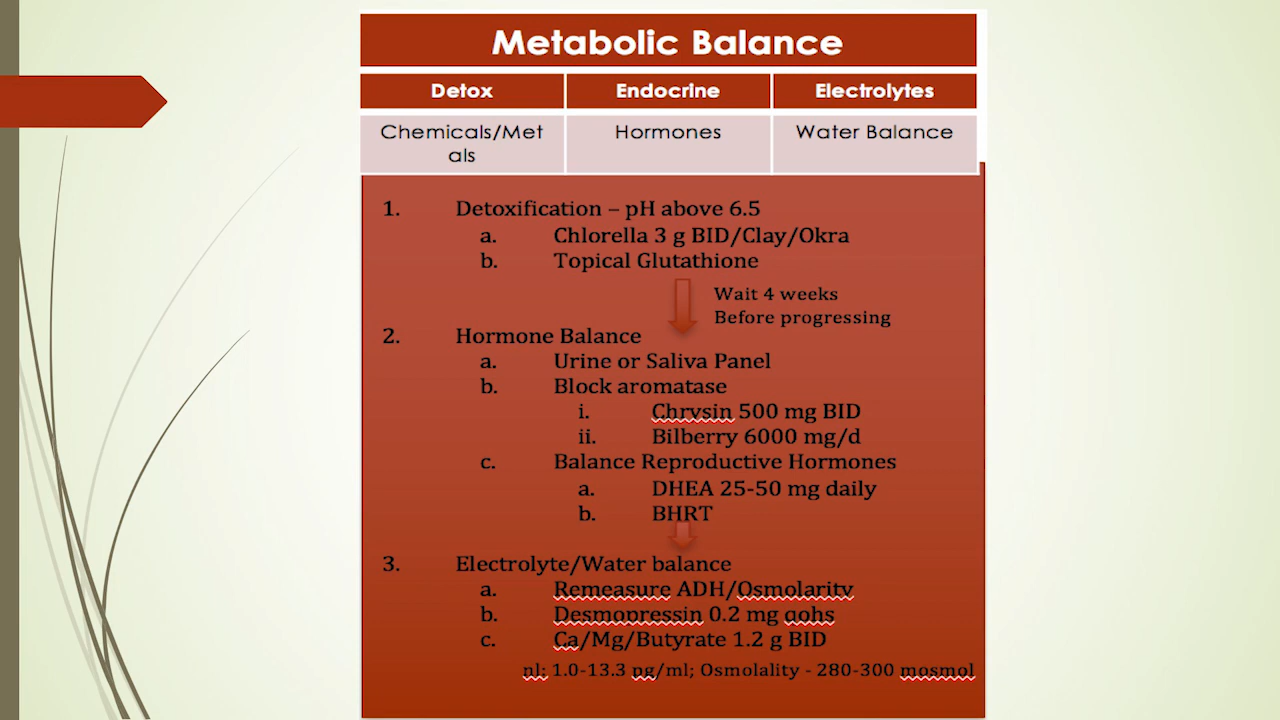 Metabolic Balance
Detox Endocrine Electrolytes
Chemicals/Met Hormones Water Balance
als
1. Detoxification – pH above 6.5
a. Chlorella 3 g BID/Clay/Okra
b. Topical Glutathione
Wait 4 weeks
Before progressing
2. Hormone Balance
a. Urine or Saliva Panel
b. Block aromatase
i. Chrysin 500 mg BID
ii. Bilberry 6000 mg/d
c. Balance Reproductive Hormones
a. DHEA 25-50 mg daily
b. BHRT
3. Electrolyte/Water balance
a. Remeasure ADH/Osmolarity
b. Desmopressin 0.2 mg qohs
c. Ca/Mg/Butyrate 1.2 g BID
nl: 1.0-13.3 pg/ml; Osmolality - 280-300 mosmol